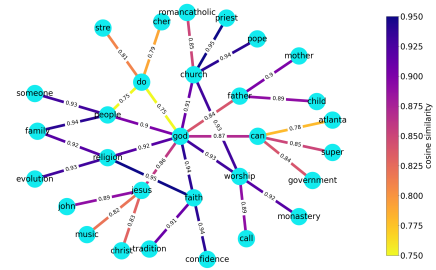 romancatholic
cher
priest
stre
pope
0.950
0.85
0.95
0.81
0.79
0.94
mother
0.925
do
church
0.9
someone
father
0.900
0.93
0.75
0.75
0.89
child
people
0.91
0.93
0.84
atlanta
0.875
family
0.94
0.9
god
0.87
can
0.78
0.850
0.92
0.85
super
religion
0.92
0.93
0.84
0.825
evolution
0.93
0.95
0.86
worship
government
0.800
jesus
0.92
john
0.89
faith
0.775
0.82
0.83
0.89
monastery
music
0.91
0.94
christ
tradition
call
0.750
confidence
cosine similarity